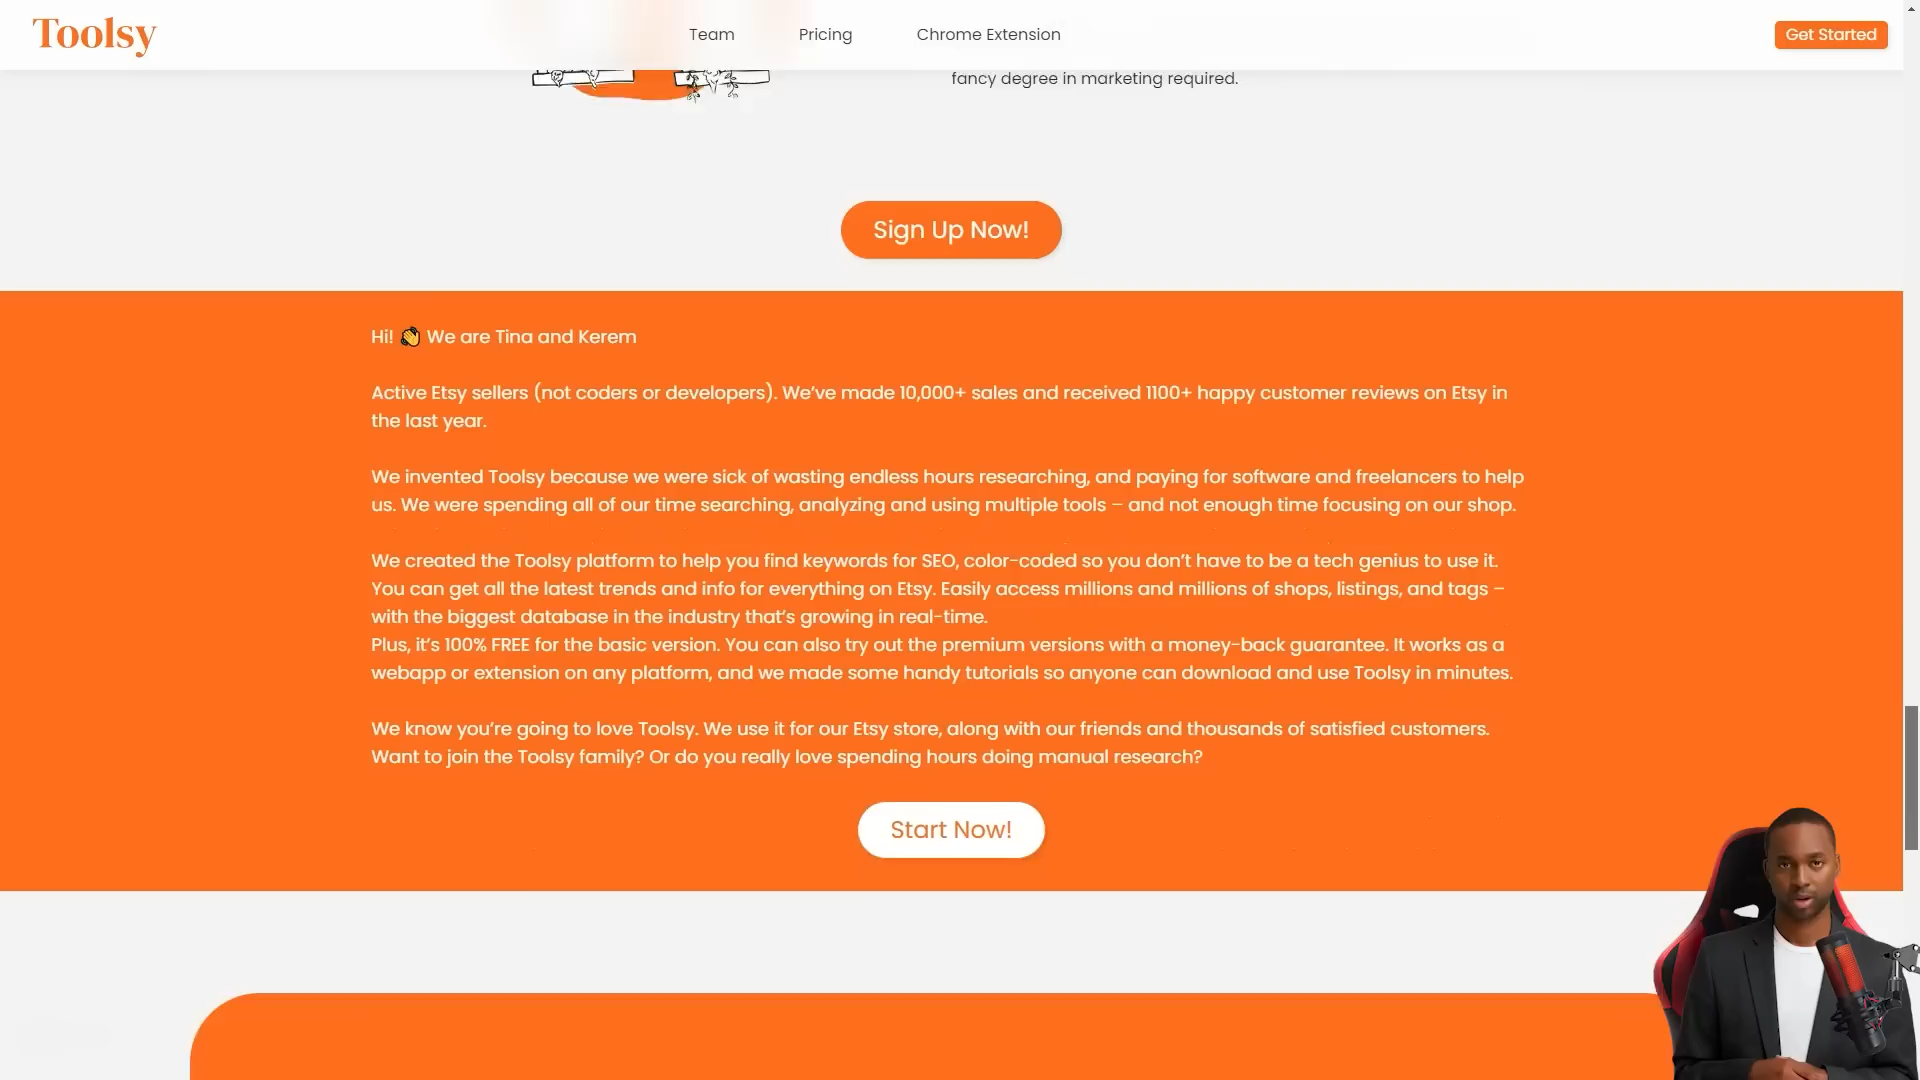 Toolsy
Team
Pricing
Chrome Extension
Get Started
fancy degree in marketing required.
Sign Up Now!
Hi! 👋 We are Tina and Kerem
Active Etsy sellers (not coders or developers). We’ve made 10,000+ sales and received 1100+ happy customer reviews on Etsy in
the last year.
We invented Toolsy because we were sick of wasting endless hours researching, and paying for software and freelancers to help
us. We were spending all of our time searching, analyzing and using multiple tools – and not enough time focusing on our shop.
We created the Toolsy platform to help you find keywords for SEO, color-coded so you don’t have to be a tech genius to use it.
You can get all the latest trends and info for everything on Etsy. Easily access millions and millions of shops, listings, and tags –
with the biggest database in the industry that’s growing in real-time.
Plus, it’s 100% FREE for the basic version. You can also try out the premium versions with a money-back guarantee. It works as a
webapp or extension on any platform, and we made some handy tutorials so anyone can download and use Toolsy in minutes.
We know you’re going to love Toolsy. We use it for our Etsy store, along with our friends and thousands of satisfied customers.
Want to join the Toolsy family? Or do you really love spending hours doing manual research?
Start Now!